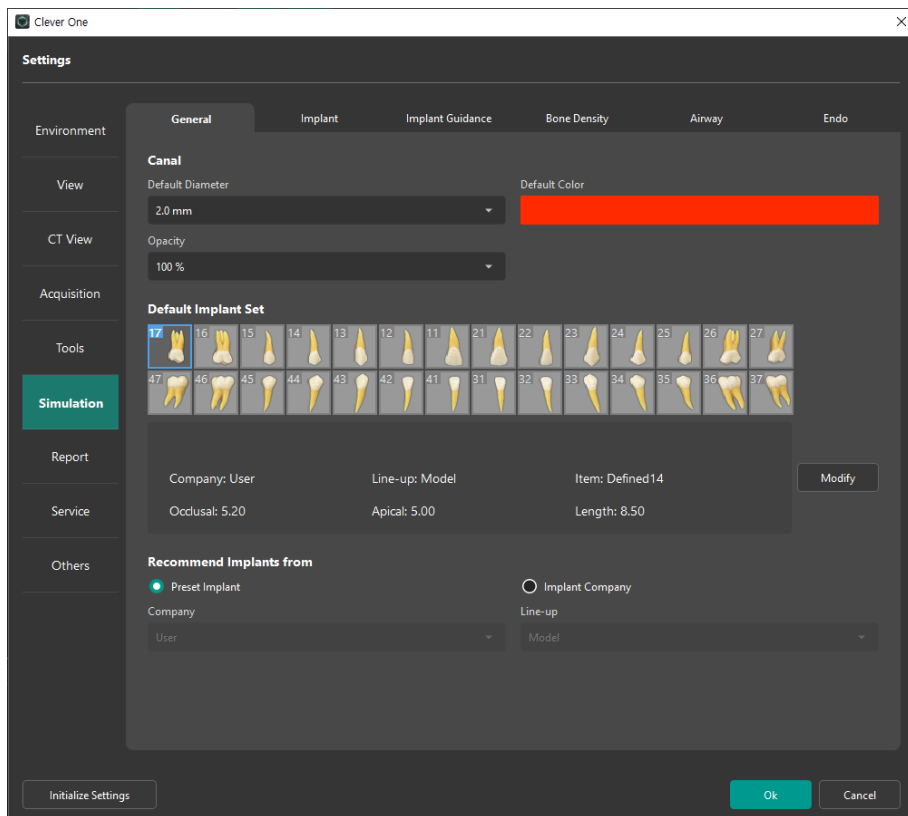 Clever One
Settings
Environment
View
CT View
Acquisition
Tools
Simulation
Report
Service
Others
General Implant Implant Guidance Bone Density Airway Endo
Canal
Default Diameter Default Color
2.0 mm
Opacity
100 %
Default Implant Set
17 16 15 14 13 12 11 21 22 23 24 25 26 27
47 46 45 44 43 42 41 31 32 33 34 35 36 37
Company: User Line-up: Model Item: Defined14
Modify
Occlusal: 5.20 Apical: 5.00 Length: 8.50
Recommend Implants from
Preset Implant Implant Company
Company Line-up
User Model
Initialize Settings Ok Cancel